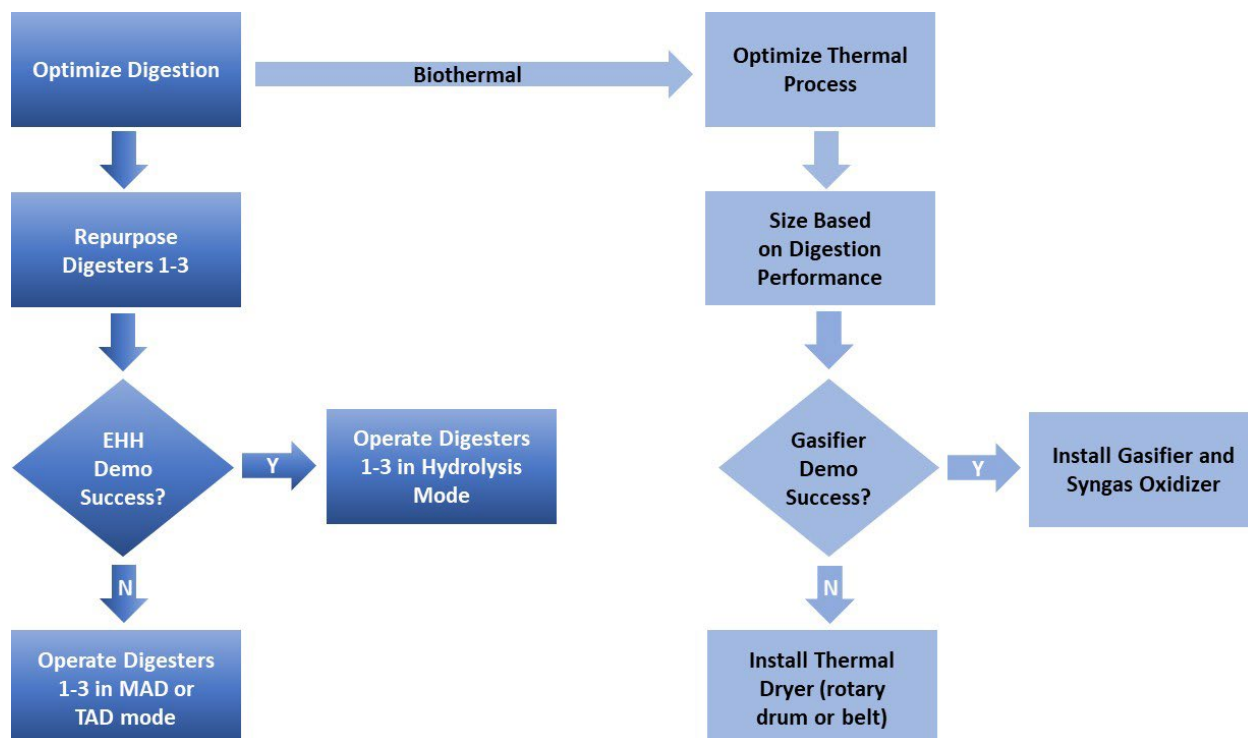 Optimize Digestion
Biothermal
Optimize Thermal
Process
Repurpose
Digesters 1-3
Size Based
on Digestion
Performance
EHH
Demo
Success?
Y
Operate Digesters
1-3 in Hydrolysis
Mode
Gasifier
Demo
Success?
Y
Install Gasifier and
Syngas Oxidizer
N
N
Operate Digesters
1-3 in MAD or
TAD mode
Install Thermal
Dryer (rotary
drum or belt)